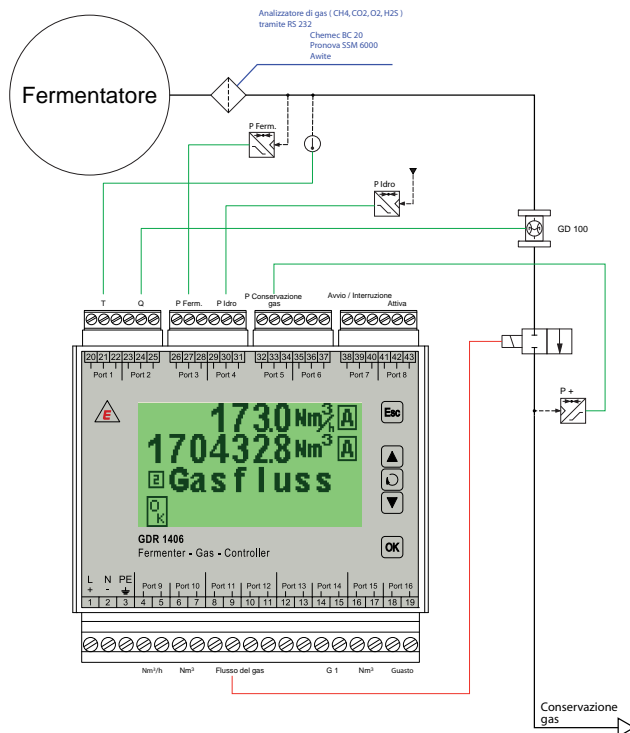 Analizzatore di gas ( CH4, CO2, O2, H2S )
tramite RS 232
Chemec BC 20
Pronova SSM 6000
Awite
Fermentatore
P Ferm.
P Idro
GD 100
T Q P Ferm. P Idro P Conservazione gas Avvio / Interruzione Attiva
20 21 22 23 24 25 26 27 28 29 30 31 32 33 34 35 36 37 38 39 40 41 42 43
Port 1 Port 2 Port 3 Port 4 Port 5 Port 6 Port 7 Port 8
P +
E
173.0 Nm³/h A
170432.8 Nm³ A
2 Gasfluss
OK
Esc
OK
GDR 1406
Fermenter - Gas - Controller
L N PE
+ -
Port 9 Port 10 Port 11 Port 12 Port 13 Port 14 Port 15 Port 16
1 2 3 4 5 6 7 8 9 10 11 12 13 14 15 16 17 18 19
Nm³/h Nm³ Flusso del gas G 1 Nm³ Guasto
Conservazione
gas